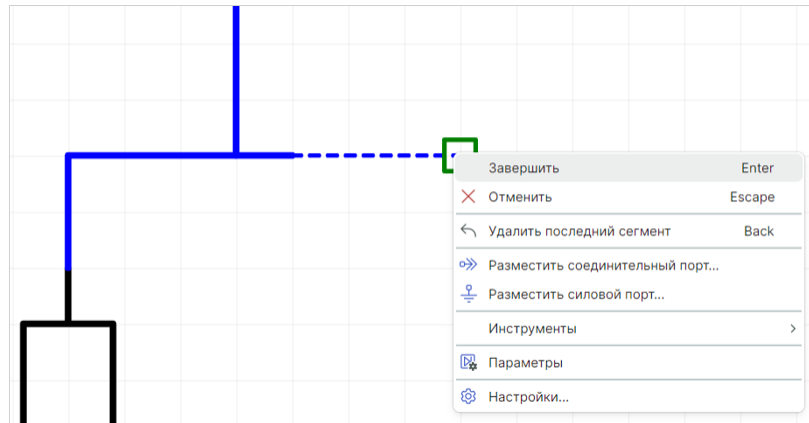 Завершить Enter
Отменить Escape
Удалить последний сегмент Back
Разместить соединительный порт...
Разместить силовой порт...
Инструменты
Параметры
Настройки...